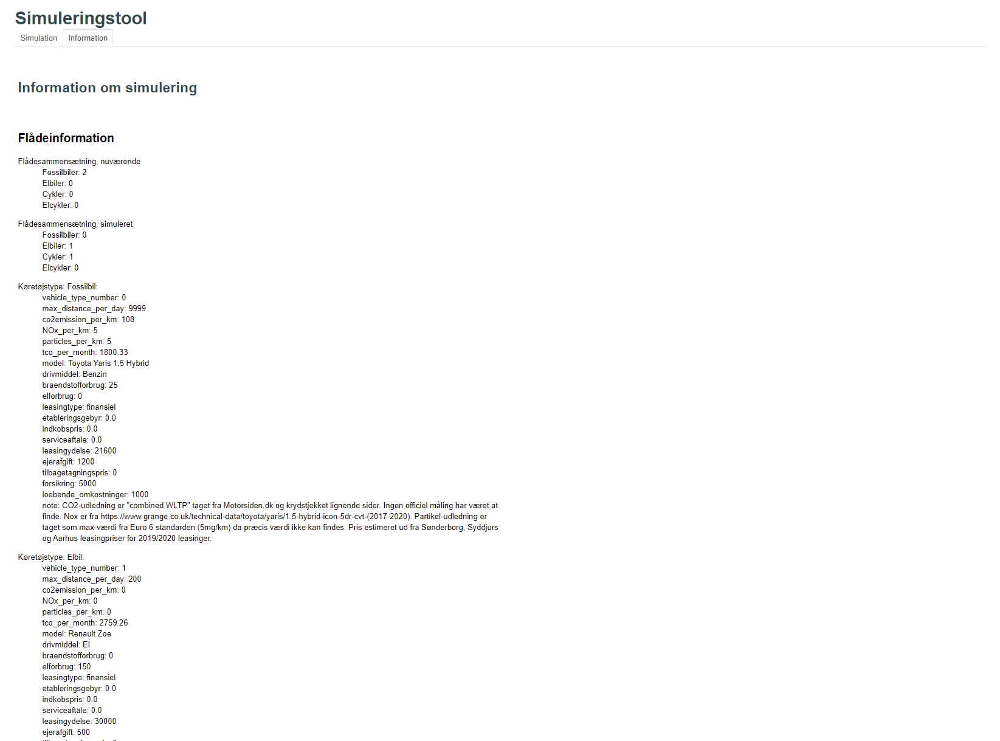 Simuleringstool
Simulation Information
Information om simulering
Flådeinformation
Flådesammensætning, nuværende
Fossilbiler: 2
Elbiler: 0
Cykler: 0
Elcykler: 0
Flådesammensætning, simuleret
Fossilbiler: 0
Elbiler: 1
Cykler: 1
Elcykler: 0
Køretøjstype: Fossilbil:
vehicle_type_number: 0
max_distance_per_day: 9999
co2emission_per_km: 108
NOx_per_km: 5
particles_per_km: 5
tco_per_month: 1800.33
model: Toyota Yaris 1,5 Hybrid
drivmiddel: Benzin
braendstofforbrug: 25
elforbrug: 0
leasingtype: finansiel
etableringsgebyr: 0.0
indkobspris: 0.0
serviceaftale: 0.0
leasingydelse: 21600
ejerafgift: 1200
tilbagetagningspris: 0
forsikring: 5000
loebende_omkostninger: 1000
note: CO2-udledning er "combined WLTP" taget fra Motorsiden.dk og krydstjekket lignende sider. Ingen officiel måling har været at
finde. Nox er fra https://www.grange.co.uk/technical-data/toyota/yaris/1.5-hybrid-icon-5dr-cvt-(2017-2020). Partikel-udledning er
taget som max-værdi fra Euro 6 standarden (5mg/km) da præcis værdi ikke kan findes. Pris estimeret ud fra Sønderborg, Syddjurs
og Aarhus leasingpriser for 2019/2020 leasinger.
Køretøjstype: Elbil:
vehicle_type_number: 1
max_distance_per_day: 200
co2emission_per_km: 0
NOx_per_km: 0
particles_per_km: 0
tco_per_month: 2759.26
model: Renault Zoe
drivmiddel: El
braendstofforbrug: 0
elforbrug: 150
leasingtype: finansiel
etableringsgebyr: 0.0
indkobspris: 0.0
serviceaftale: 0.0
leasingydelse: 30000
ejerafgift: 500